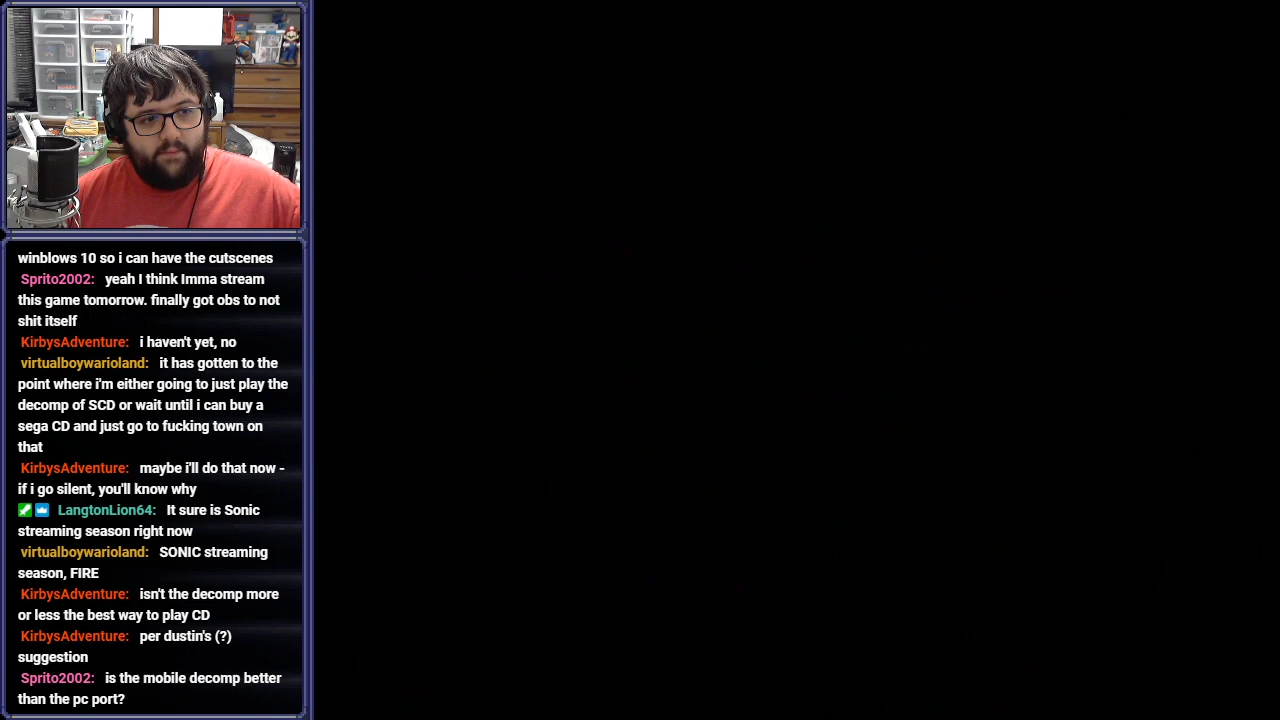 winblows 10 so i can have the cutscenes
Sprito2002: yeah I think Imma stream
this game tomorrow. finally got obs to not
shit itself
KirbysAdventure: i haven't yet, no
virtualboywarioland: it has gotten to the
point where i'm either going to just play the
decomp of SCD or wait until i can buy a
sega CD and just go to fucking town on
that
KirbysAdventure: maybe i'll do that now -
if i go silent, you'll know why
LangtonLion64: It sure is Sonic
streaming season right now
virtualboywarioland: SONIC streaming
season, FIRE
KirbysAdventure: isn't the decomp more
or less the best way to play CD
KirbysAdventure: per dustin's (?)
suggestion
Sprito2002: is the mobile decomp better
than the pc port?